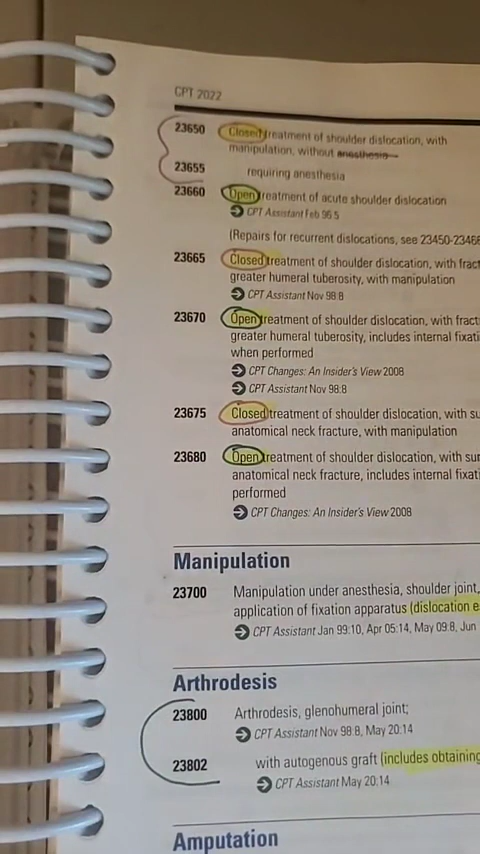 CPT 2022
23650 Closed treatment of shoulder dislocation, with
manipulation, without anesthesia
23655 requiring anesthesia
23660 Open treatment of acute shoulder dislocation
CPT Assistant Feb 96:5
(Repairs for recurrent dislocations, see 23450-23466
23665 Closed treatment of shoulder dislocation, with fract
greater humeral tuberosity, with manipulation
CPT Assistant Nov 98:8
23670 Open treatment of shoulder dislocation, with fract
greater humeral tuberosity, includes internal fixati
when performed
CPT Changes: An Insider's View 2008
CPT Assistant Nov 98:8
23675 Closed treatment of shoulder dislocation, with su
anatomical neck fracture, with manipulation
23680 Open treatment of shoulder dislocation, with sur
anatomical neck fracture, includes internal fixati
performed
CPT Changes: An Insider's View 2008
Manipulation
23700 Manipulation under anesthesia, shoulder joint,
application of fixation apparatus (dislocation e
CPT Assistant Jan 99:10, Apr 05:14, May 09:8, Jun
Arthrodesis
23800 Arthrodesis, glenohumeral joint;
CPT Assistant Nov 98:8, May 20:14
23802 with autogenous graft (includes obtaining
CPT Assistant May 20:14
Amputation